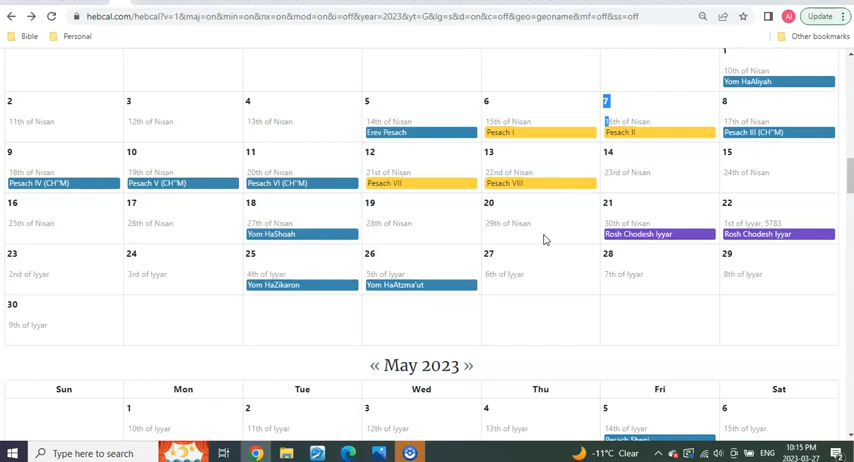 hebcal.com/hebcal?v=1&maj=on&min=on&nx=on&mod=on&i=off&year=2023&yt=G&lg=s&d=on&c=off&geo=geoname&mf=off&ss=off
AI
Update
Bible
Personal
Other bookmarks
1
10th of Nisan
Yom HaAliyah
2 3 4 5 6 7 8
11th of Nisan 12th of Nisan 13th of Nisan 14th of Nisan 15th of Nisan 16th of Nisan 17th of Nisan
Erev Pesach Pesach I Pesach II Pesach III (CH"M)
9 10 11 12 13 14 15
18th of Nisan 19th of Nisan 20th of Nisan 21st of Nisan 22nd of Nisan 23rd of Nisan 24th of Nisan
Pesach IV (CH"M) Pesach V (CH"M) Pesach VI (CH"M) Pesach VII Pesach VIII
16 17 18 19 20 21 22
25th of Nisan 26th of Nisan 27th of Nisan 28th of Nisan 29th of Nisan 30th of Nisan 1st of Iyyar, 5783
Yom HaShoah Rosh Chodesh Iyyar Rosh Chodesh Iyyar
23 24 25 26 27 28 29
2nd of Iyyar 3rd of Iyyar 4th of Iyyar 5th of Iyyar 6th of Iyyar 7th of Iyyar 8th of Iyyar
Yom HaZikaron Yom HaAtzma'ut
30
9th of Iyyar
« May 2023 »
Sun Mon Tue Wed Thu Fri Sat
1 2 3 4 5 6
10th of Iyyar 11th of Iyyar 12th of Iyyar 13th of Iyyar 14th of Iyyar 15th of Iyyar
Pesach Sheni
Type here to search
-11°C Clear
ENG
10:15 PM
2023-03-27
2